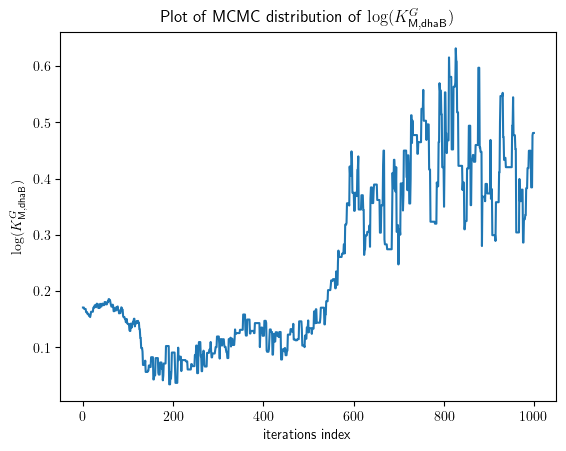 Plot of MCMC distribution of log(K^G_M,dhaB)
0.6
0.5
0.4
0.3
0.2
0.1
log(K^G_M,dhaB)
0 200 400 600 800 1000
iterations index